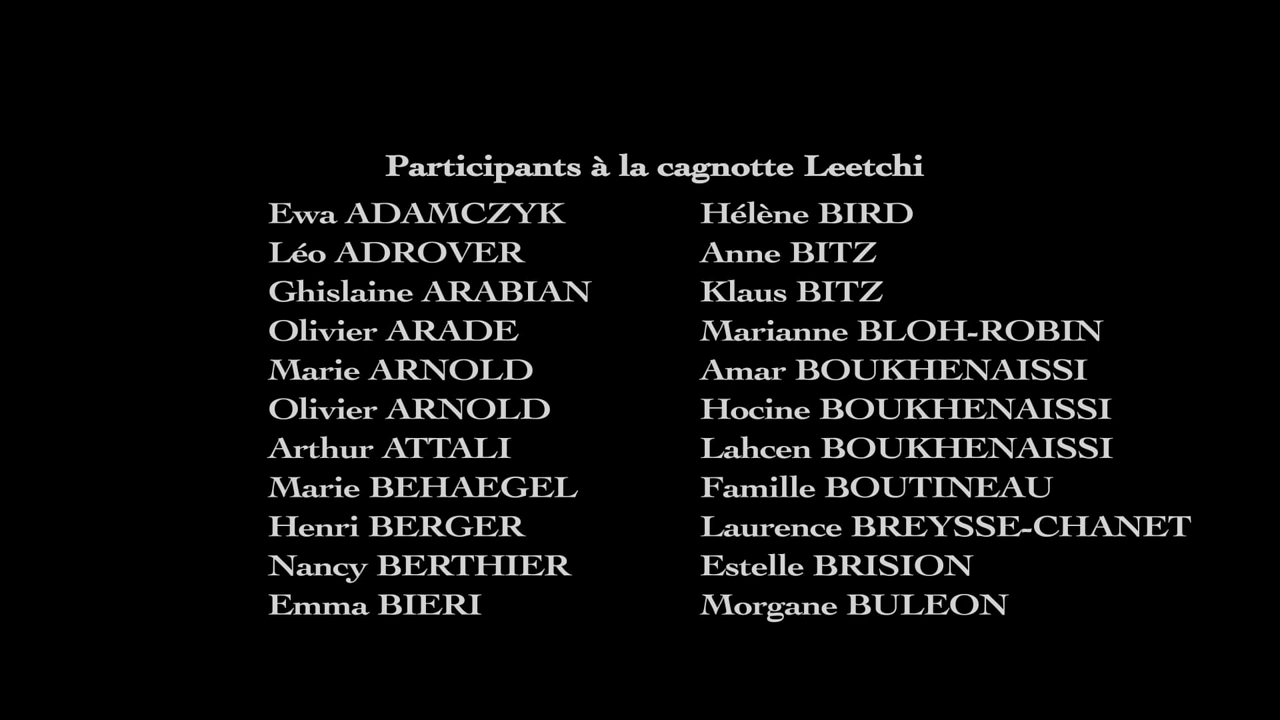 Participants à la cagnotte Leetchi
Ewa ADAMCZYK
Léo ADROVER
Ghislaine ARABIAN
Olivier ARADE
Marie ARNOLD
Olivier ARNOLD
Arthur ATTALI
Marie BEHAEGEL
Henri BERGER
Nancy BERTHIER
Emma BIERI
Hélène BIRD
Anne BITZ
Klaus BITZ
Marianne BLOH-ROBIN
Amar BOUKHENAISSI
Hocine BOUKHENAISSI
Lahcen BOUKHENAISSI
Famille BOUTINEAU
Laurence BREYSSE-CHANET
Estelle BRISION
Morgane BULEON